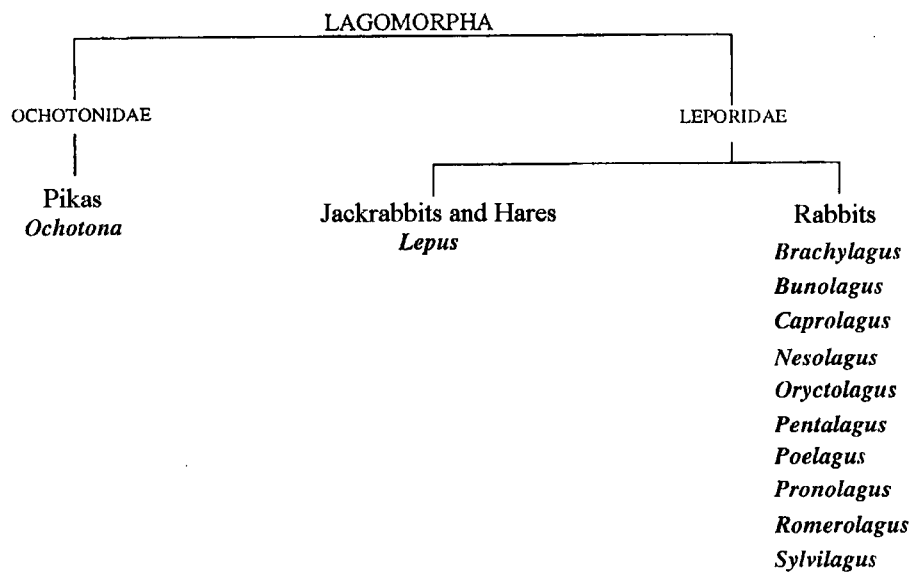 LAGOMORPHA
OCHOTONIDAE
LEPORIDAE
Pikas
Ochotona
Jackrabbits and Hares
Lepus
Rabbits
Brachylagus
Bunolagus
Caprolagus
Nesolagus
Oryctolagus
Pentalagus
Poelagus
Pronolagus
Romerolagus
Sylvilagus